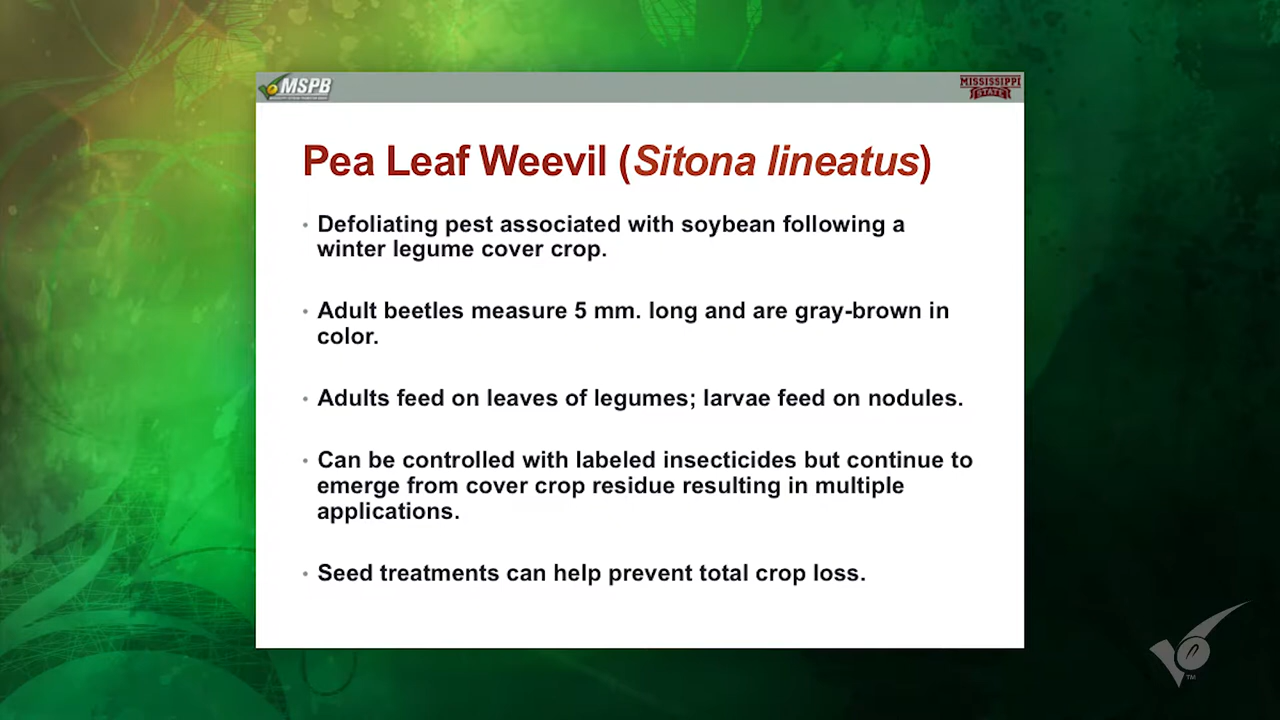 MSPB
MISSISSIPPI
STATE
Pea Leaf Weevil (Sitona lineatus)
• Defoliating pest associated with soybean following a
winter legume cover crop.
• Adult beetles measure 5 mm. long and are gray-brown in
color.
• Adults feed on leaves of legumes; larvae feed on nodules.
• Can be controlled with labeled insecticides but continue to
emerge from cover crop residue resulting in multiple
applications.
• Seed treatments can help prevent total crop loss.
TM